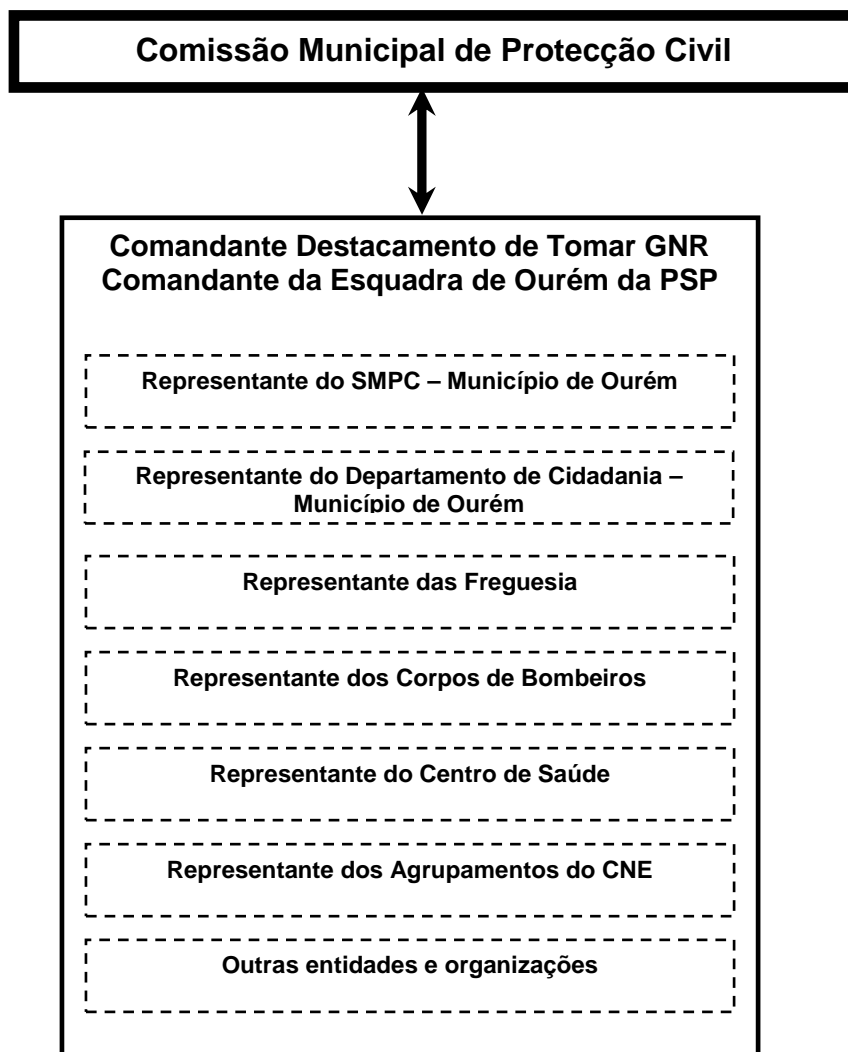 Comissão Municipal de Protecção Civil
Comandante Destacamento de Tomar GNR
Comandante da Esquadra de Ourém da PSP
Representante do SMPC – Município de Ourém
Representante do Departamento de Cidadania –
Município de Ourém
Representante das Freguesia
Representante dos Corpos de Bombeiros
Representante do Centro de Saúde
Representante dos Agrupamentos do CNE
Outras entidades e organizações